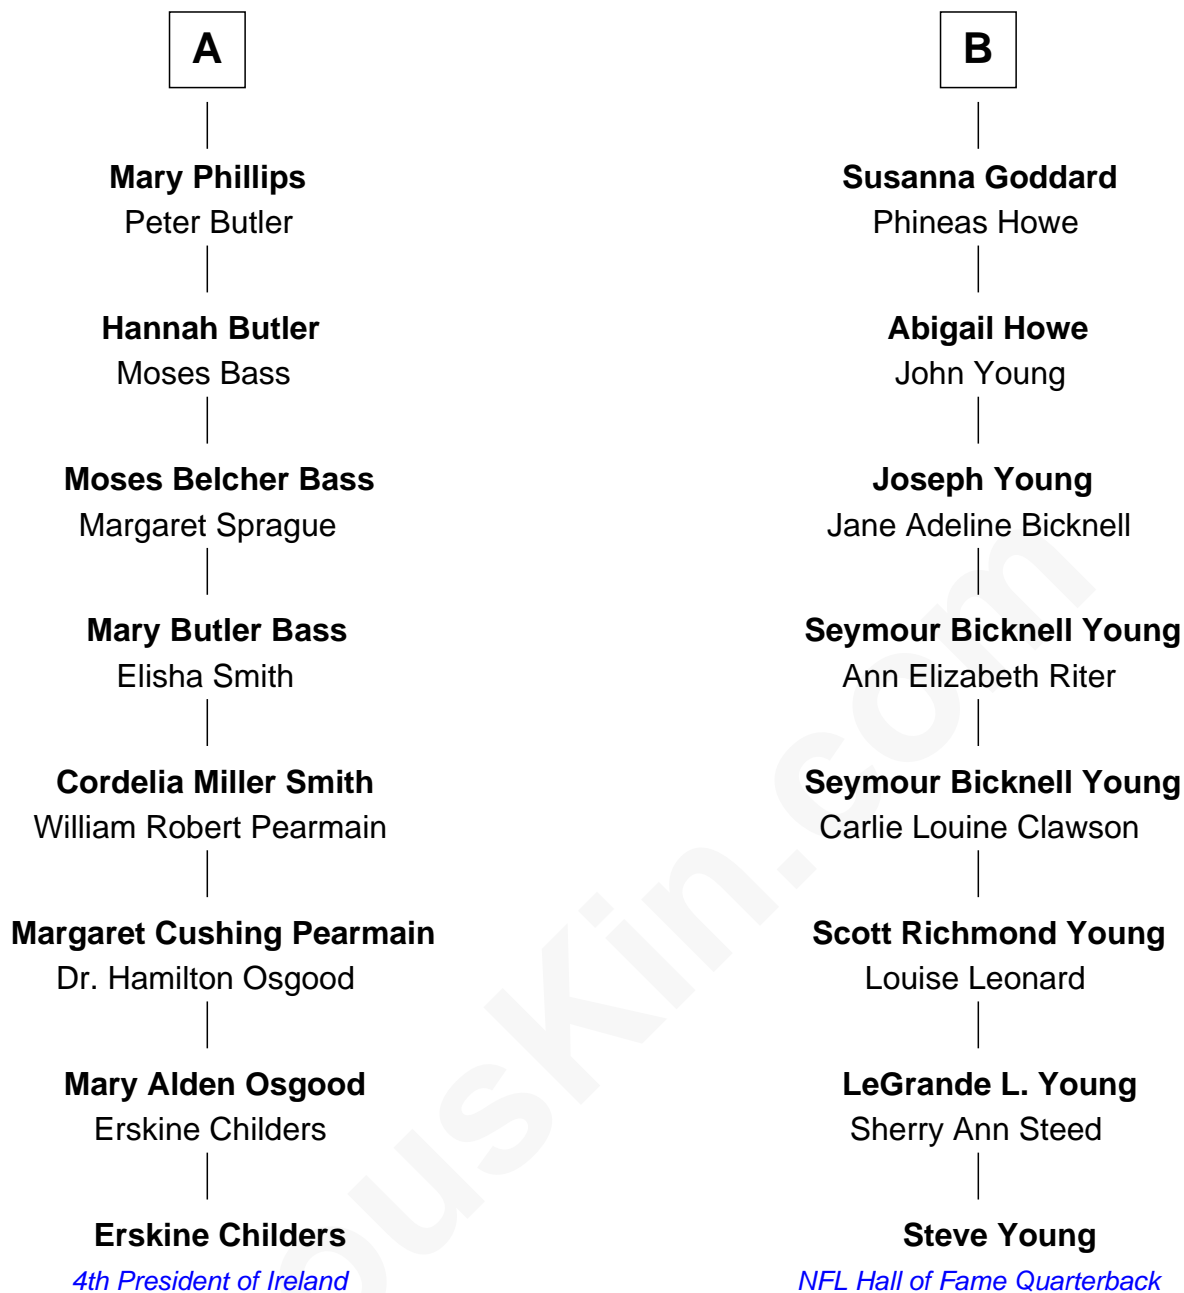 A
Mary Phillips
Peter Butler
Hannah Butler
Moses Bass
Moses Belcher Bass
Margaret Sprague
Mary Butler Bass
Elisha Smith
Cordelia Miller Smith
William Robert Pearmain
Margaret Cushing Pearmain
Dr. Hamilton Osgood
Mary Alden Osgood
Erskine Childers
Erskine Childers
4th President of Ireland
B
Susanna Goddard
Phineas Howe
Abigail Howe
John Young
Joseph Young
Jane Adeline Bicknell
Seymour Bicknell Young
Ann Elizabeth Riter
Seymour Bicknell Young
Carlie Louine Clawson
Scott Richmond Young
Louise Leonard
LeGrande L. Young
Sherry Ann Steed
Steve Young
NFL Hall of Fame Quarterback
ousKin.com